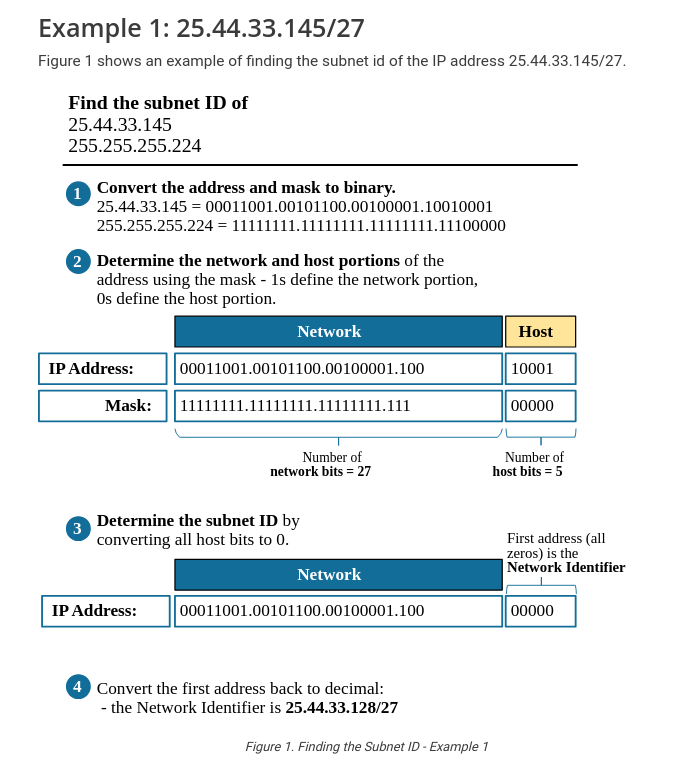 Example 1: 25.44.33.145/27
Figure 1 shows an example of finding the subnet id of the IP address 25.44.33.145/27.
Find the subnet ID of
25.44.33.145
255.255.255.224
1 Convert the address and mask to binary.
25.44.33.145 = 00011001.00101100.00100001.10010001
255.255.255.224 = 11111111.11111111.11111111.11100000
2 Determine the network and host portions of the
address using the mask - 1s define the network portion,
0s define the host portion.
Network Host
IP Address: 00011001.00101100.00100001.100 10001
Mask: 11111111.11111111.11111111.111 00000
Number of
network bits = 27
Number of
host bits = 5
3 Determine the subnet ID by
converting all host bits to 0.
First address (all
zeros) is the
Network Identifier
Network
IP Address: 00011001.00101100.00100001.100 00000
4 Convert the first address back to decimal:
- the Network Identifier is 25.44.33.128/27
Figure 1. Finding the Subnet ID - Example 1